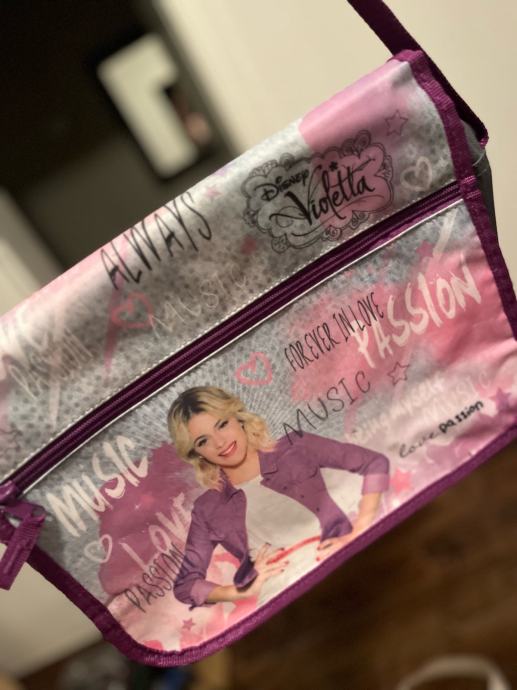 Disney
Violetta
ALWAYS
MUSIC
PASSION
FOREVER IN LOVE
MUSIC
love passion
MUSIC
LOVE
PASSION